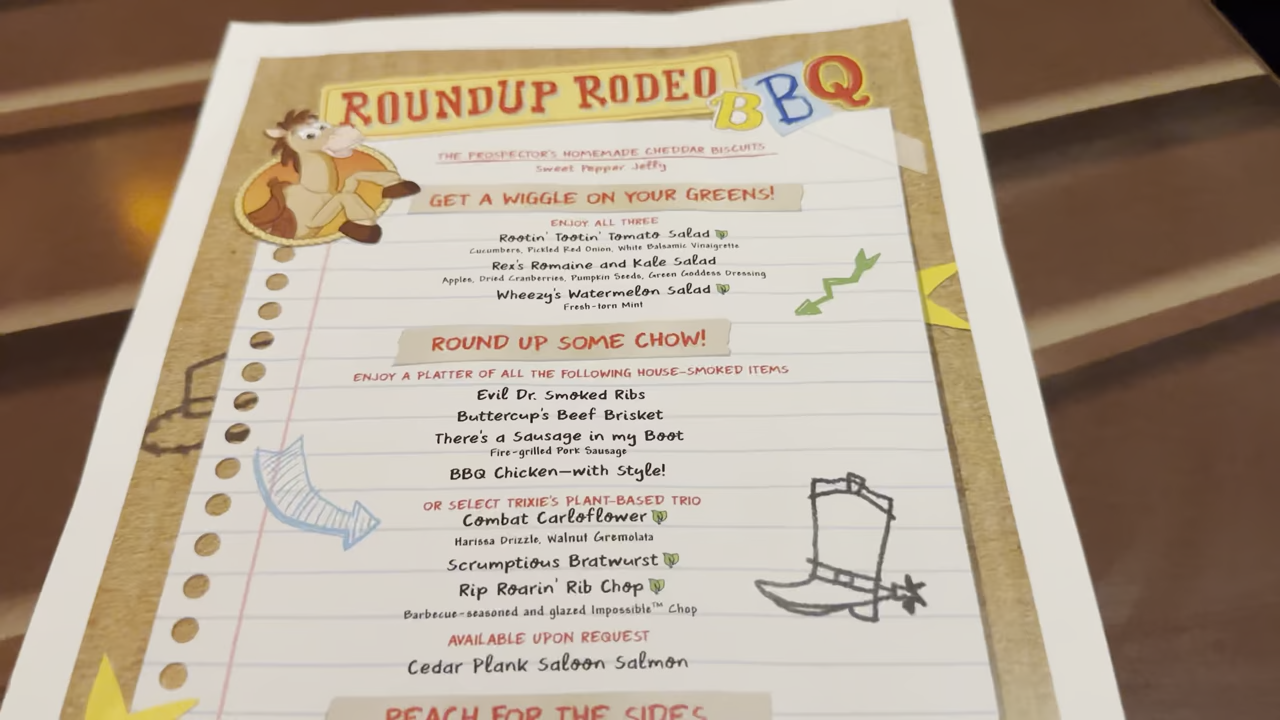 ROUNDUP RODEO BBQ
THE PROSPECTOR'S HOMEMADE CHEDDAR BISCUITS
Sweet Pepper Jelly
GET A WIGGLE ON YOUR GREENS!
ENJOY ALL THREE
Rootin' Tootin' Tomato Salad
Cucumbers, Pickled Red Onion, White Balsamic Vinaigrette
Rex's Romaine and Kale Salad
Apples, Dried Cranberries, Pumpkin Seeds, Green Goddess Dressing
Wheezy's Watermelon Salad
Fresh-torn Mint
ROUND UP SOME CHOW!
ENJOY A PLATTER OF ALL THE FOLLOWING HOUSE-SMOKED ITEMS
Evil Dr. Smoked Ribs
Buttercup's Beef Brisket
There's a Sausage in my Boot
Fire-grilled Pork Sausage
BBQ Chicken—with Style!
OR SELECT TRIXIE'S PLANT-BASED TRIO
Combat Carloflower
Harissa Drizzle, Walnut Gremolata
Scrumptious Bratwurst
Rip Roarin' Rib Chop
Barbecue-seasoned and glazed Impossible™ Chop
AVAILABLE UPON REQUEST
Cedar Plank Saloon Salmon
REACH FOR THE SIDES